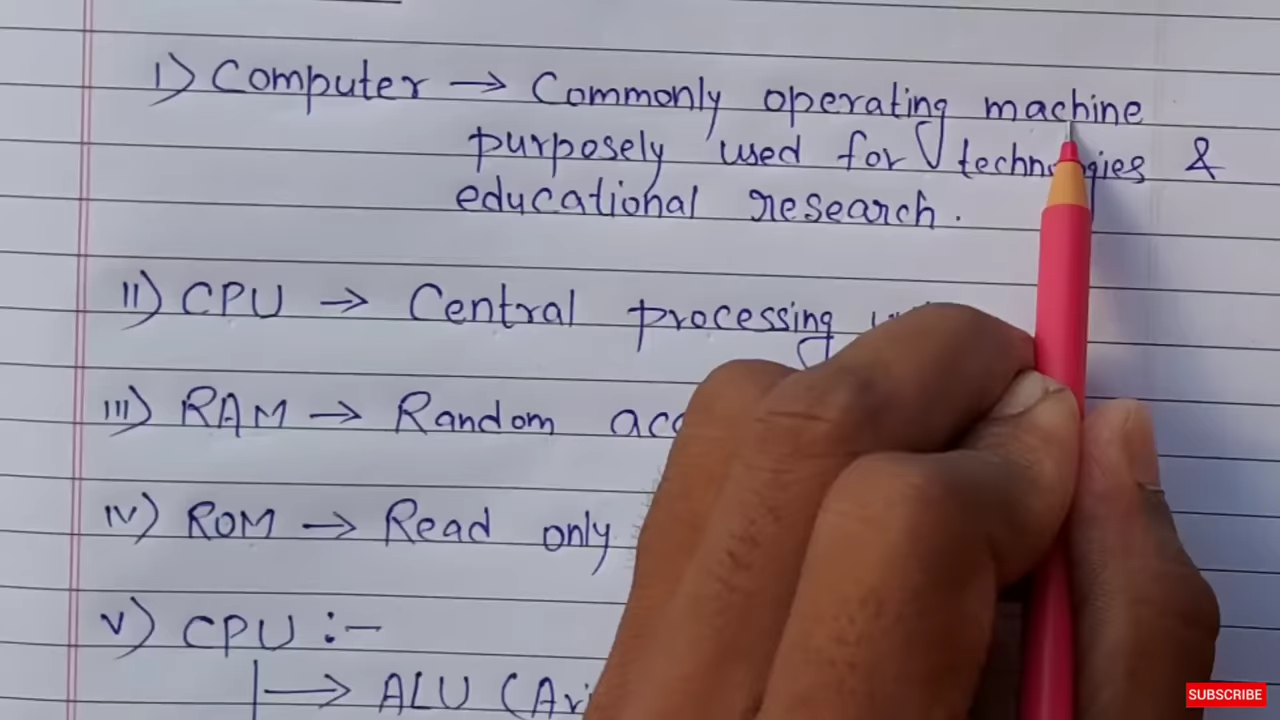 I) Computer → Commonly operating machine
purposely used for technologies &
educational research.
II) CPU → Central processing
III) RAM → Random
IV) ROM → Read only
V) CPU :-
→ ALU (
SUBSCRIBE